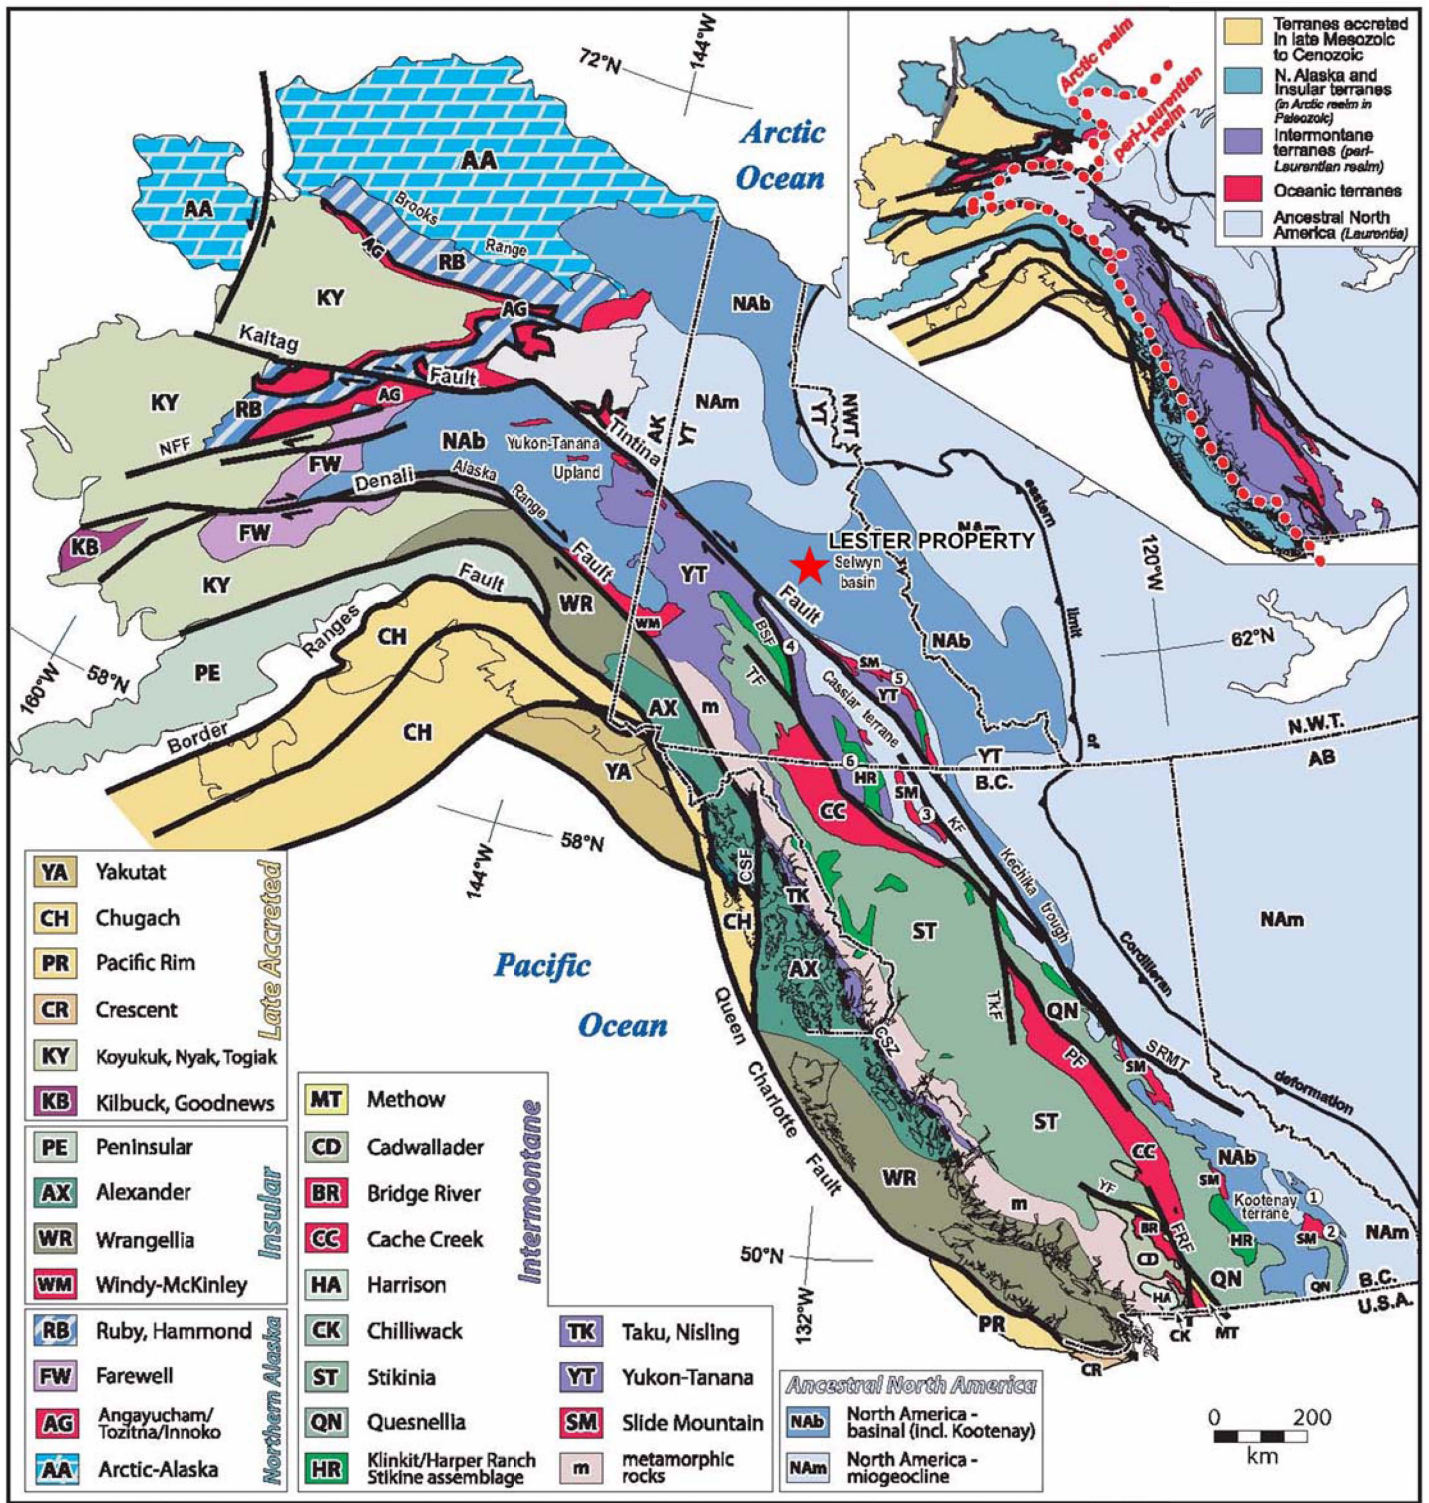 72°N
144°W
Arctic
Ocean
Terranes accreted
in late Mesozoic
to Cenozoic
N. Alaska and
Insular terranes
(in Arctic realm in
Paleozoic)
Intermontane
terranes (peri-
Laurentian realm)
Oceanic terranes
Ancestral North
America (Laurentia)
Arctic realm
peri-Laurentian
realm
AA
AA
Brooks
Range
AG
RB
AG
KY
NAb
Kaltag
Fault
KY
RB
AG
NFF
NAm
AK
YT
NWT
YT
NAb
Yukon-Tanana
Upland
Tintina
FW
Denali
Alaska
Range
FW
KB
KY
Fault
Fault
WR
WM
YT
Fault
LESTER PROPERTY
NAm
Selwyn
basin
NAb
eastern
limit
of
120°W
62°N
160°W
58°N
PE
Ranges
Border
CH
CH
YA
AX
m
BSF
4
TF
Cassiar terrane
SM
5
YT
YT
B.C.
N.W.T.
AB
6
HR
SM
3
KF
CC
Kechika
trough
144°W
58°N
CSF
CH
TK
AX
ST
NAm
Cordilleran
deformation
Pacific
Ocean
Queen
Charlotte
Fault
CSZ
TkF
QN
PF
SM
SRMT
ST
CC
WR
m
YF
BR
CD
FRF
HA
CK
MT
QN
HR
SM
NAb
Kootenay
terrane
1
SM
2
QN
NAm
B.C.
U.S.A.
50°N
132°W
PR
CR
YA Yakutat
CH Chugach
PR Pacific Rim
CR Crescent
KY Koyukuk, Nyak, Togiak
KB Kilbuck, Goodnews
Late Accreted
PE Peninsular
AX Alexander
WR Wrangellia
WM Windy-McKinley
Insular
RB Ruby, Hammond
FW Farewell
AG Angayucham/
Tozitna/Innoko
AA Arctic-Alaska
Northern Alaska
MT Methow
CD Cadwallader
BR Bridge River
CC Cache Creek
HA Harrison
CK Chilliwack
ST Stikinia
QN Quesnellia
HR Klinkit/Harper Ranch
Stikine assemblage
Intermontane
TK Taku, Nisling
YT Yukon-Tanana
SM Slide Mountain
m metamorphic
rocks
Ancestral North America
NAb North America -
basinal (incl. Kootenay)
NAm North America -
miogeocline
0 200
km